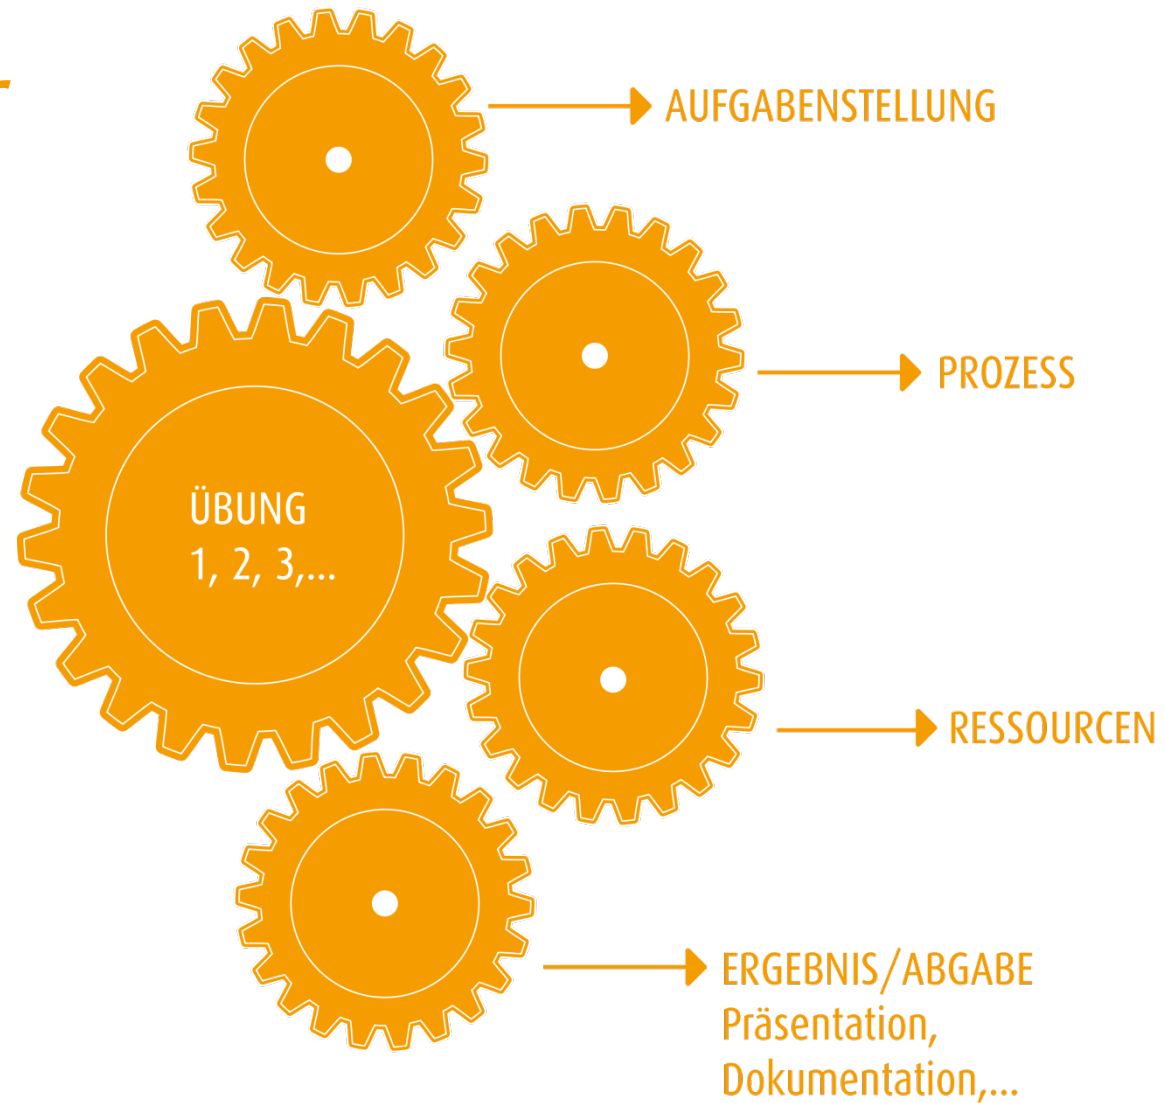 AUFGABENSTELLUNG
PROZESS
ÜBUNG
1, 2, 3,...
RESSOURCEN
ERGEBNIS/ABGABE
Präsentation,
Dokumentation,...